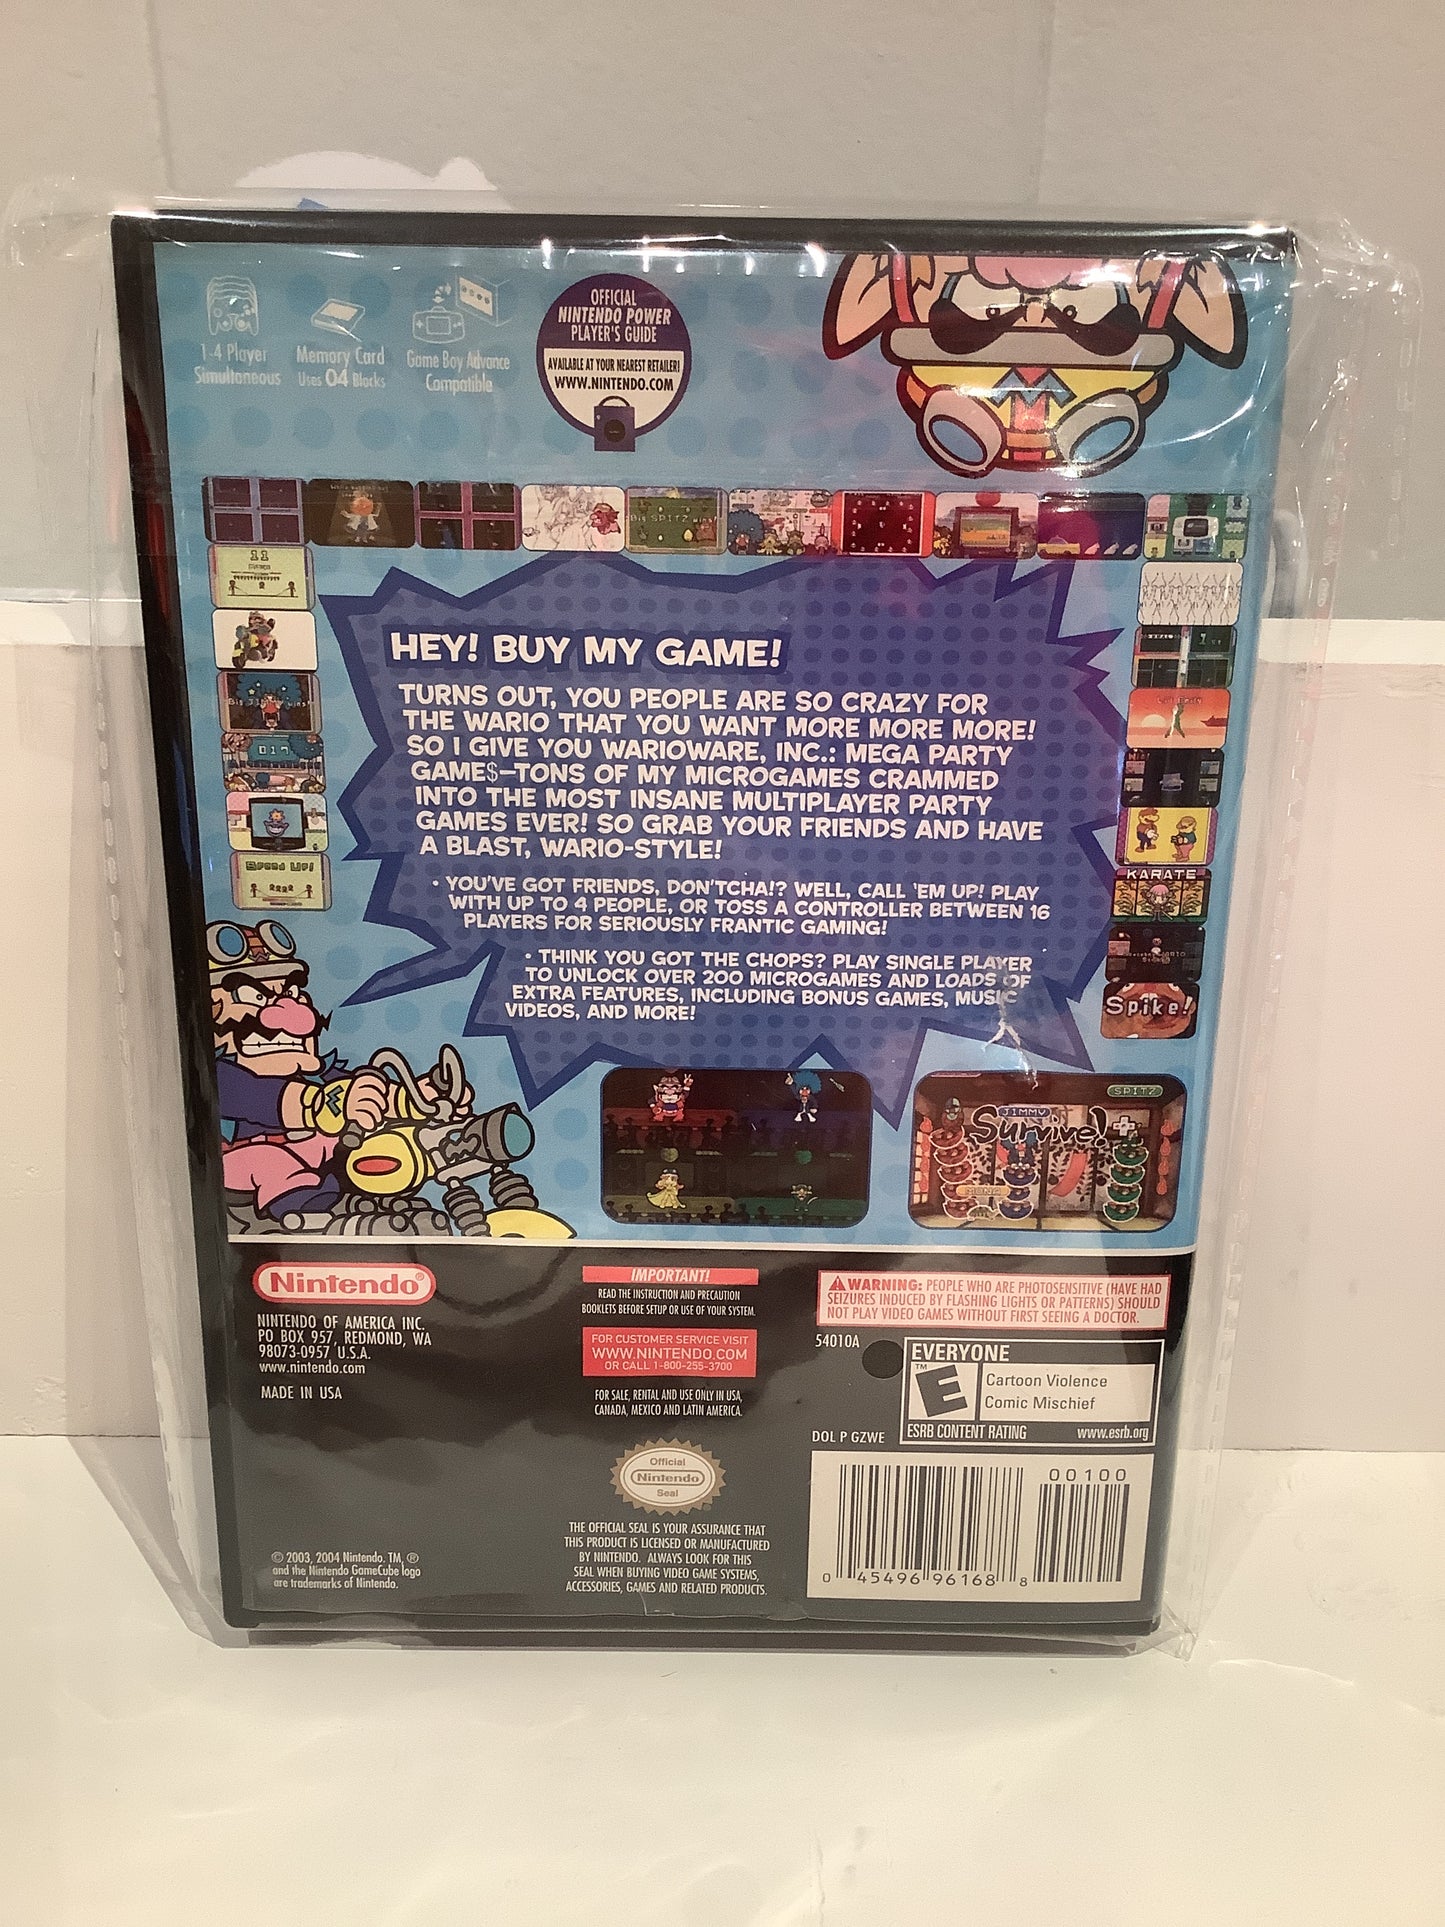 1-4 Player
Simultaneous
Memory Card
Uses 04 Blocks
Game Boy Advance
Compatible
OFFICIAL
NINTENDO POWER
PLAYER'S GUIDE
AVAILABLE AT YOUR NEAREST RETAILER!
WWW.NINTENDO.COM
Big SPITZ wins!
11
017
Speed Up!
KARATE
Spike!
HEY! BUY MY GAME!
TURNS OUT, YOU PEOPLE ARE SO CRAZY FOR
THE WARIO THAT YOU WANT MORE MORE MORE!
SO I GIVE YOU WARIOWARE, INC.: MEGA PARTY
GAME$—TONS OF MY MICROGAMES CRAMMED
INTO THE MOST INSANE MULTIPLAYER PARTY
GAMES EVER! SO GRAB YOUR FRIENDS AND HAVE
A BLAST, WARIO-STYLE!
• YOU'VE GOT FRIENDS, DON'TCHA!? WELL, CALL 'EM UP! PLAY
WITH UP TO 4 PEOPLE, OR TOSS A CONTROLLER BETWEEN 16
PLAYERS FOR SERIOUSLY FRANTIC GAMING!
• THINK YOU GOT THE CHOPS? PLAY SINGLE PLAYER
TO UNLOCK OVER 200 MICROGAMES AND LOADS OF
EXTRA FEATURES, INCLUDING BONUS GAMES, MUSIC
VIDEOS, AND MORE!
SPITZ
JIMMY
Survive!
MONA
Nintendo®
NINTENDO OF AMERICA INC.
PO BOX 957, REDMOND, WA
98073-0957 U.S.A.
www.nintendo.com
MADE IN USA
© 2003, 2004 Nintendo. TM, ®
and the Nintendo GameCube logo
are trademarks of Nintendo.
IMPORTANT!
READ THE INSTRUCTION AND PRECAUTION
BOOKLETS BEFORE SETUP OR USE OF YOUR SYSTEM.
FOR CUSTOMER SERVICE VISIT
WWW.NINTENDO.COM
OR CALL 1-800-255-3700
FOR SALE, RENTAL AND USE ONLY IN USA,
CANADA, MEXICO AND LATIN AMERICA.
Official
Nintendo
Seal
THE OFFICIAL SEAL IS YOUR ASSURANCE THAT
THIS PRODUCT IS LICENSED OR MANUFACTURED
BY NINTENDO. ALWAYS LOOK FOR THIS
SEAL WHEN BUYING VIDEO GAME SYSTEMS,
ACCESSORIES, GAMES AND RELATED PRODUCTS.
WARNING: PEOPLE WHO ARE PHOTOSENSITIVE (HAVE HAD
SEIZURES INDUCED BY FLASHING LIGHTS OR PATTERNS) SHOULD
NOT PLAY VIDEO GAMES WITHOUT FIRST SEEING A DOCTOR.
54010A
EVERYONE
E
TM
Cartoon Violence
Comic Mischief
ESRB CONTENT RATING www.esrb.org
DOL P GZWE
00100
0 45496 96168 8